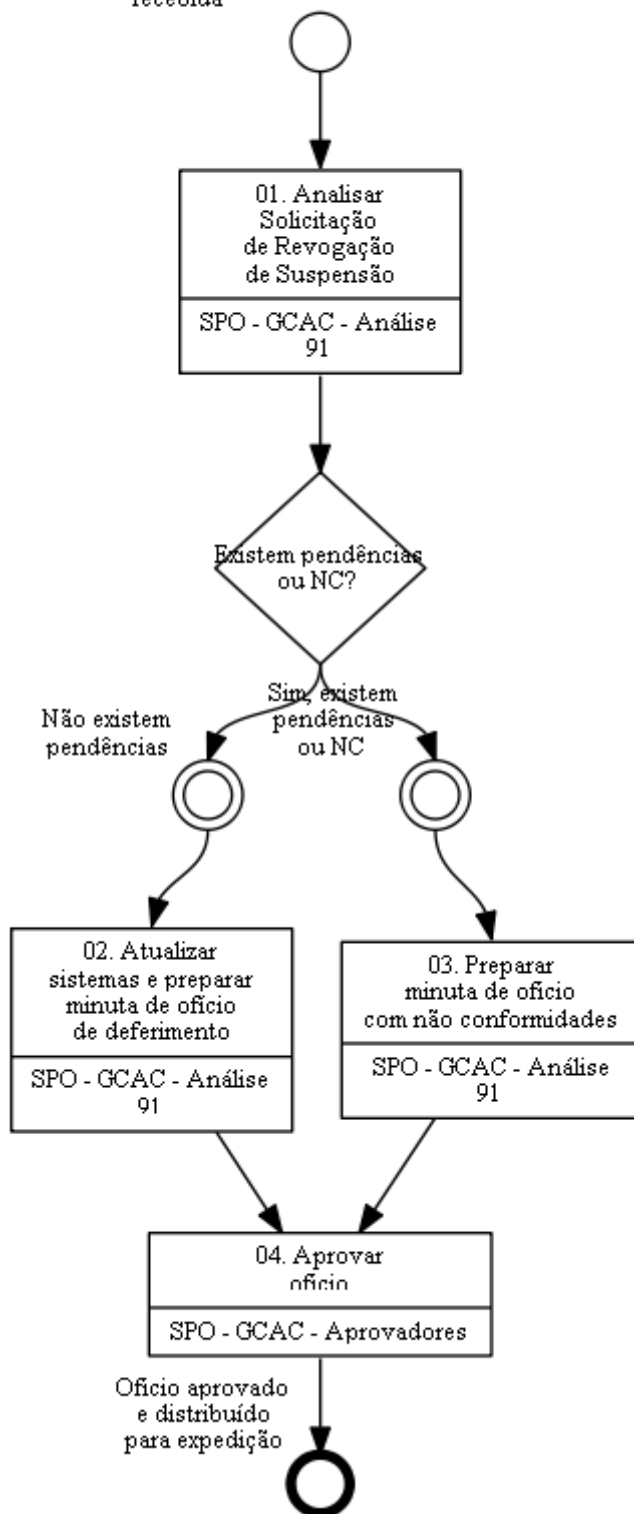 recebida
01. Analisar
Solicitação
de Revogação
de Suspensão
SPO - GCAC - Análise
91
Existem pendências
ou NC?
Não existem
pendências
Sim, existem
pendências
ou NC
02. Atualizar
sistemas e preparar
minuta de ofício
de deferimento
SPO - GCAC - Análise
91
03. Preparar
minuta de ofício
com não conformidades
SPO - GCAC - Análise
91
04. Aprovar
ofício
SPO - GCAC - Aprovadores
Ofício aprovado
e distribuído
para expedição